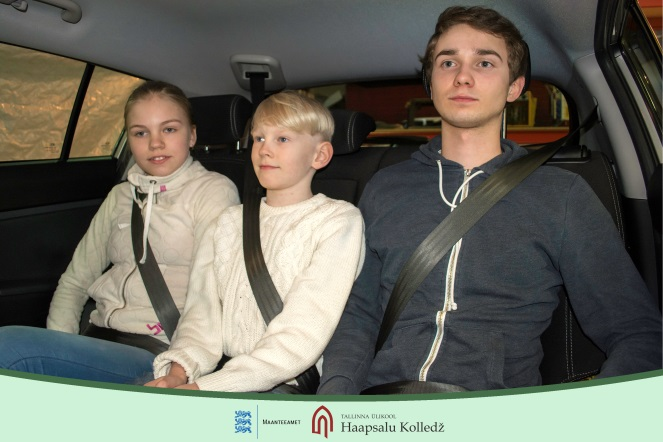 MAANTEEAMET
TALLINNA ÜLIKOOL
Haapsalu Kolledž